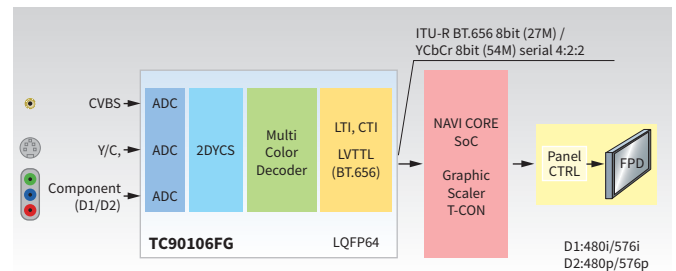 ITU-R BT.656 8bit (27M) /
YCbCr 8bit (54M) serial 4:2:2
CVBS
Y/C,
Component
(D1/D2)
ADC
ADC
ADC
2DYCS
Multi
Color
Decoder
LTI, CTI
LVTTL
(BT.656)
TC90106FG
LQFP64
NAVI CORE
SoC
Graphic
Scaler
T-CON
Panel
CTRL
FPD
D1:480i/576i
D2:480p/576p